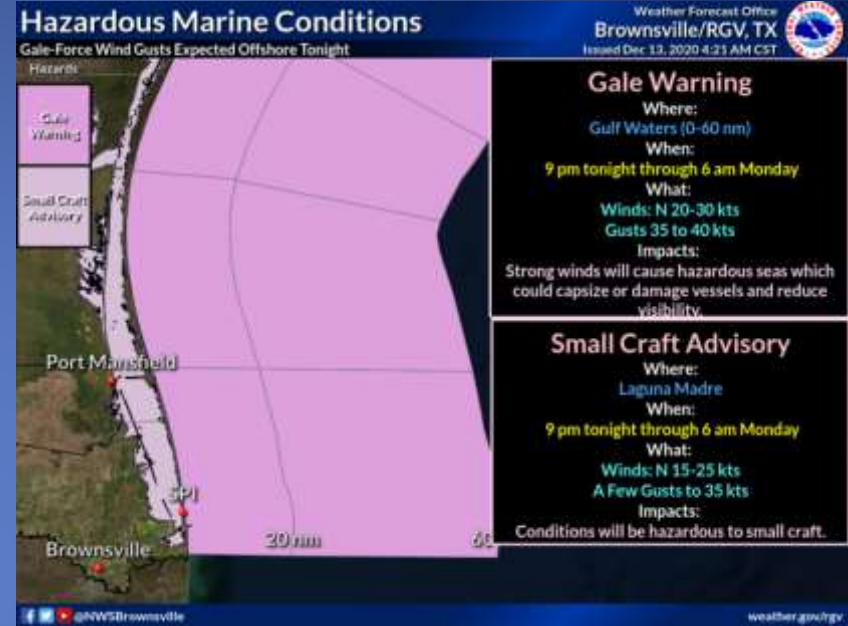 Hazardous Marine Conditions
Gale-Force Wind Gusts Expected Offshore Tonight
Weather Forecast Office
Brownsville/RGV, TX
Issued Dec 13, 2020 4:21 AM CST
Hazards
Gale
Warning
Small Craft
Advisory
Port Mansfield
SPI
Brownsville
20 nm
60
Gale Warning
Where:
Gulf Waters (0-60 nm)
When:
9 pm tonight through 6 am Monday
What:
Winds: N 20-30 kts
Gusts 35 to 40 kts
Impacts:
Strong winds will cause hazardous seas which
could capsize or damage vessels and reduce
visibility.
Small Craft Advisory
Where:
Laguna Madre
When:
9 pm tonight through 6 am Monday
What:
Winds: N 15-25 kts
A Few Gusts to 35 kts
Impacts:
Conditions will be hazardous to small craft.
@NWSBrownsville
weather.gov/rgv